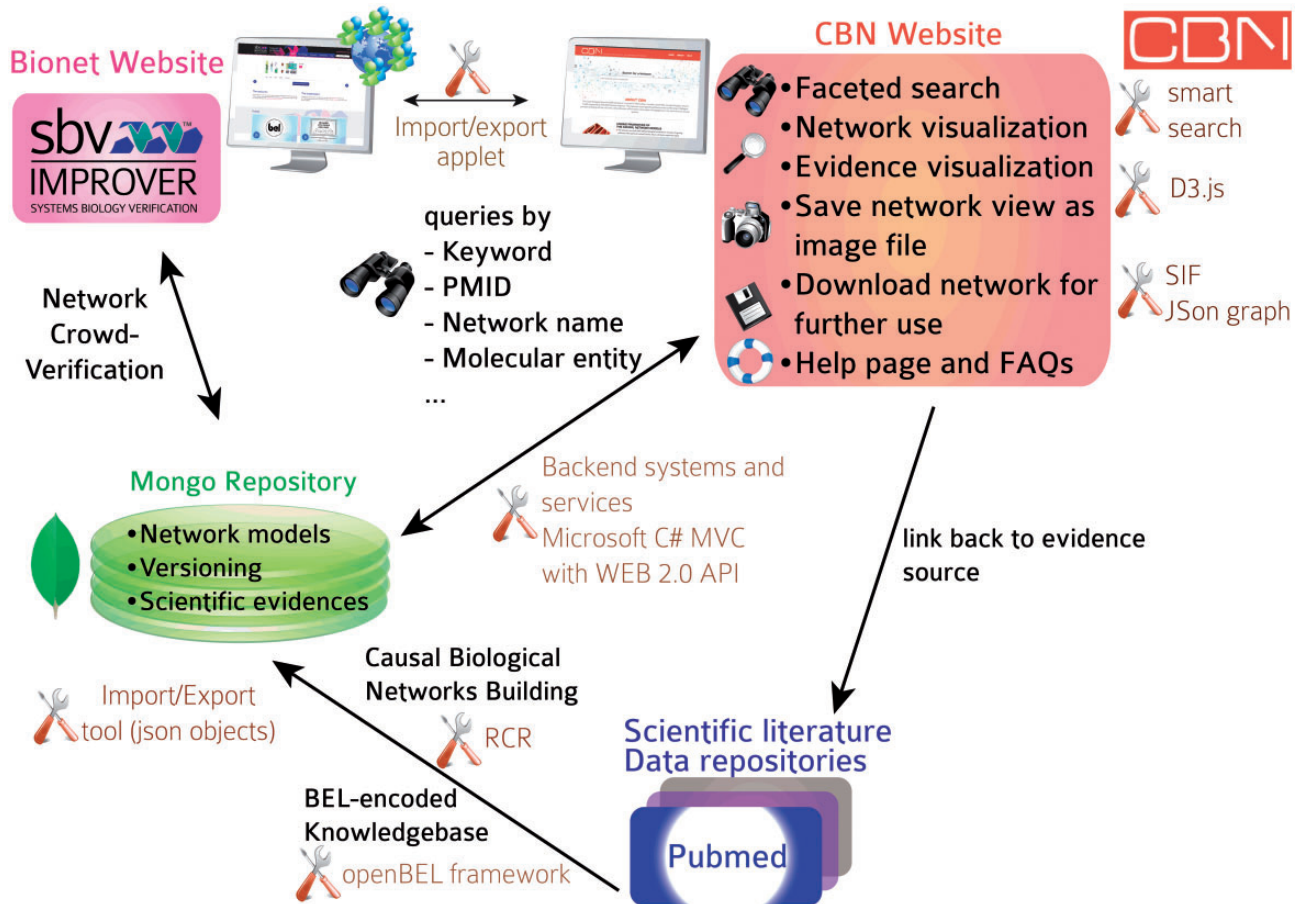 Bionet Website
sbv
IMPROVER
SYSTEMS BIOLOGY VERIFICATION
TM
bel
Import/export
applet
CBN
CBN Website
•Faceted search
•Network visualization
•Evidence visualization
•Save network view as
image file
•Download network for
further use
•Help page and FAQs
CBN
smart
search
D3.js
SIF
JSon graph
queries by
- Keyword
- PMID
- Network name
- Molecular entity
...
Network
Crowd-
Verification
Mongo Repository
•Network models
•Versioning
•Scientific evidences
Backend systems and
services
Microsoft C# MVC
with WEB 2.0 API
link back to evidence
source
Import/Export
tool (json objects)
Causal Biological
Networks Building
RCR
BEL-encoded
Knowledgebase
openBEL framework
Scientific literature
Data repositories
Pubmed